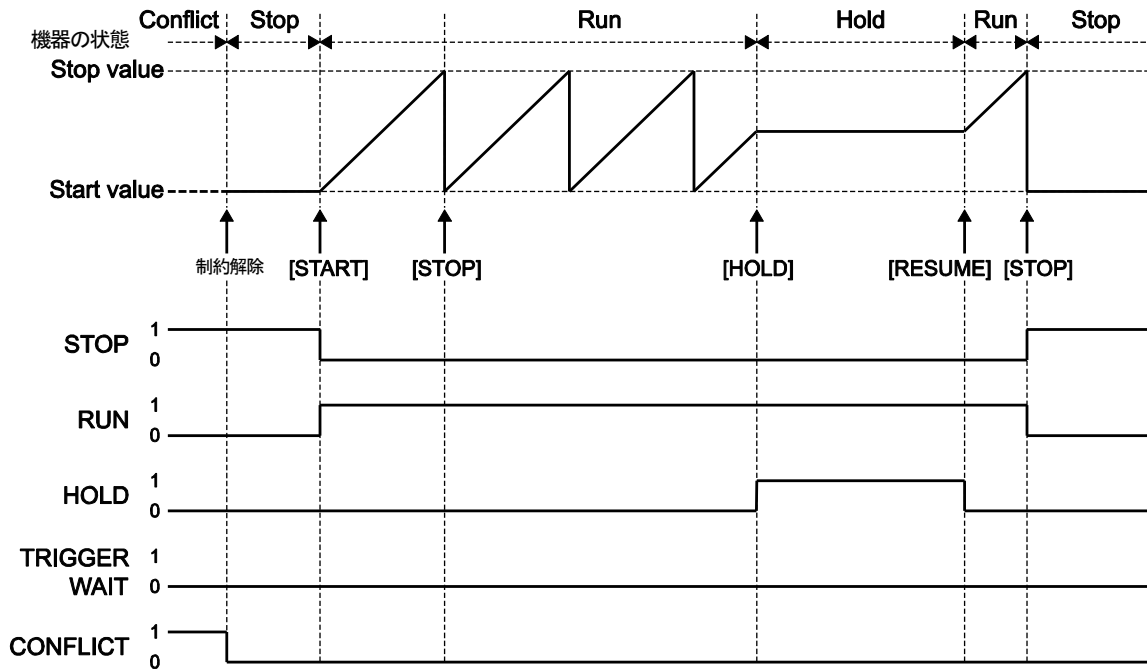 Conflict Stop Run Hold Run Stop
機器の状態
Stop value
Start value
制約解除 [START] [STOP] [HOLD] [RESUME] [STOP]
1
STOP
0
1
RUN
0
1
HOLD
0
TRIGGER 1
WAIT 0
1
CONFLICT
0